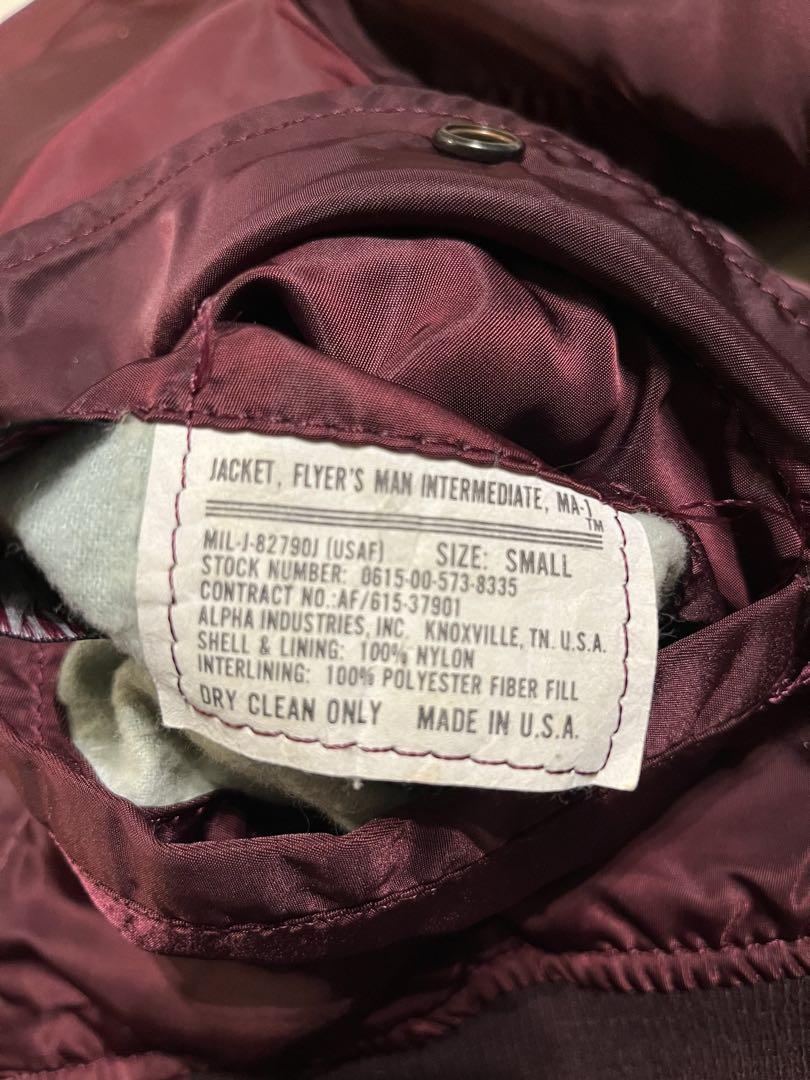 JACKET, FLYER'S MAN INTERMEDIATE, MA-1
TM
MIL-J-82790J (USAF) SIZE: SMALL
STOCK NUMBER: 0615-00-573-8335
CONTRACT NO.:AF/615-37901
ALPHA INDUSTRIES, INC. KNOXVILLE, TN. U.S.A.
SHELL & LINING: 100% NYLON
INTERLINING: 100% POLYESTER FIBER FILL
DRY CLEAN ONLY MADE IN U.S.A.